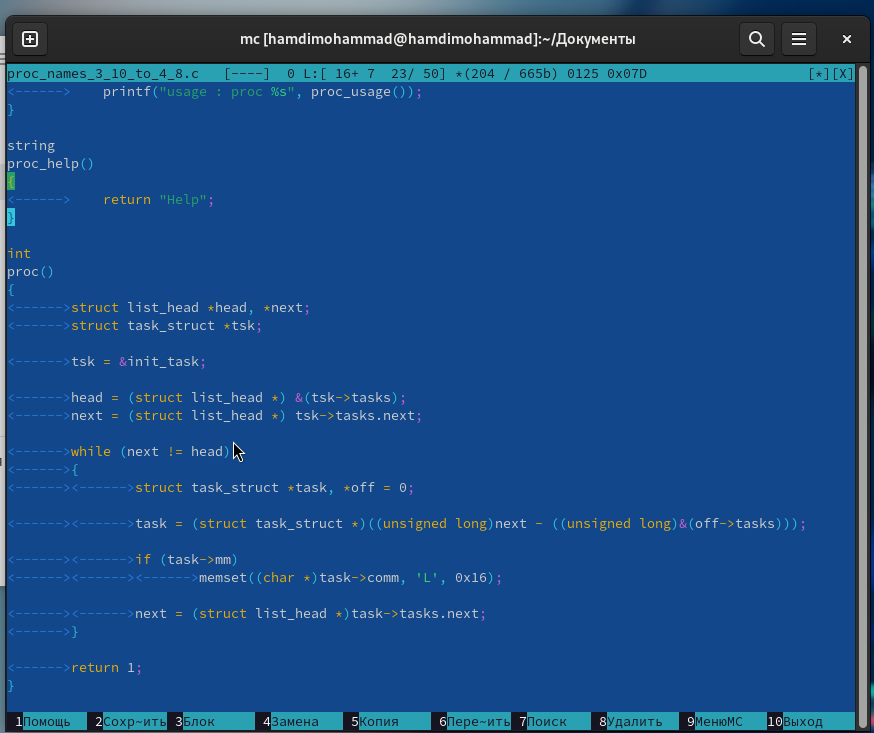 mc [hamdimohammad@hamdimohammad]:~/Документы
proc_names_3_10_to_4_8.c   [----]  0 L:[ 16+ 7  23/ 50] *(204 / 665b) 0125 0x07D                    [*][X]
<------>    printf("usage : proc %s", proc_usage());
}

string
proc_help()
{
<------>    return "Help";
}

int
proc()
{
<------>struct list_head *head, *next;
<------>struct task_struct *tsk;

<------>tsk = &init_task;

<------>head = (struct list_head *) &(tsk->tasks);
<------>next = (struct list_head *) tsk->tasks.next;

<------>while (next != head)
<------>{
<------><------>struct task_struct *task, *off = 0;

<------><------>task = (struct task_struct *)((unsigned long)next - ((unsigned long)&(off->tasks)));

<------><------>if (task->mm)
<------><------><------>memset((char *)task->comm, 'L', 0x16);

<------><------>next = (struct list_head *)task->tasks.next;
<------>}

<------>return 1;
}
1Помощь 2Сохр~ить 3Блок 4Замена 5Копия 6Пере~ить 7Поиск 8Удалить 9МенюMC 10Выход